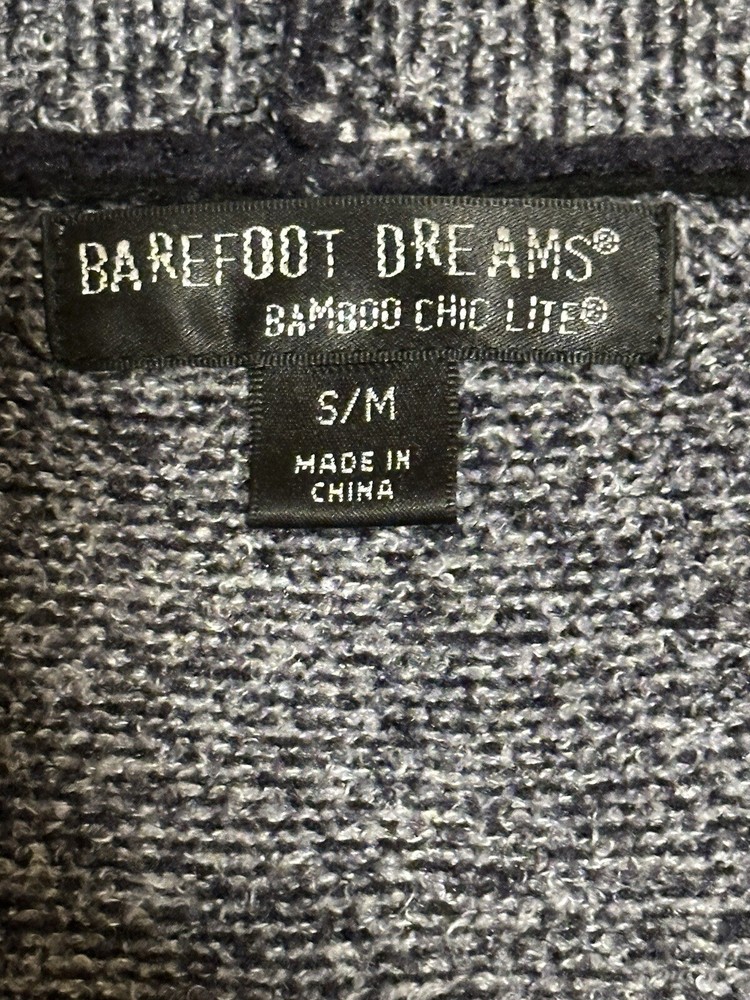 BAREFOOT DREAMS®
BAMBOO CHIC LITE®
S/M
MADE IN
CHINA